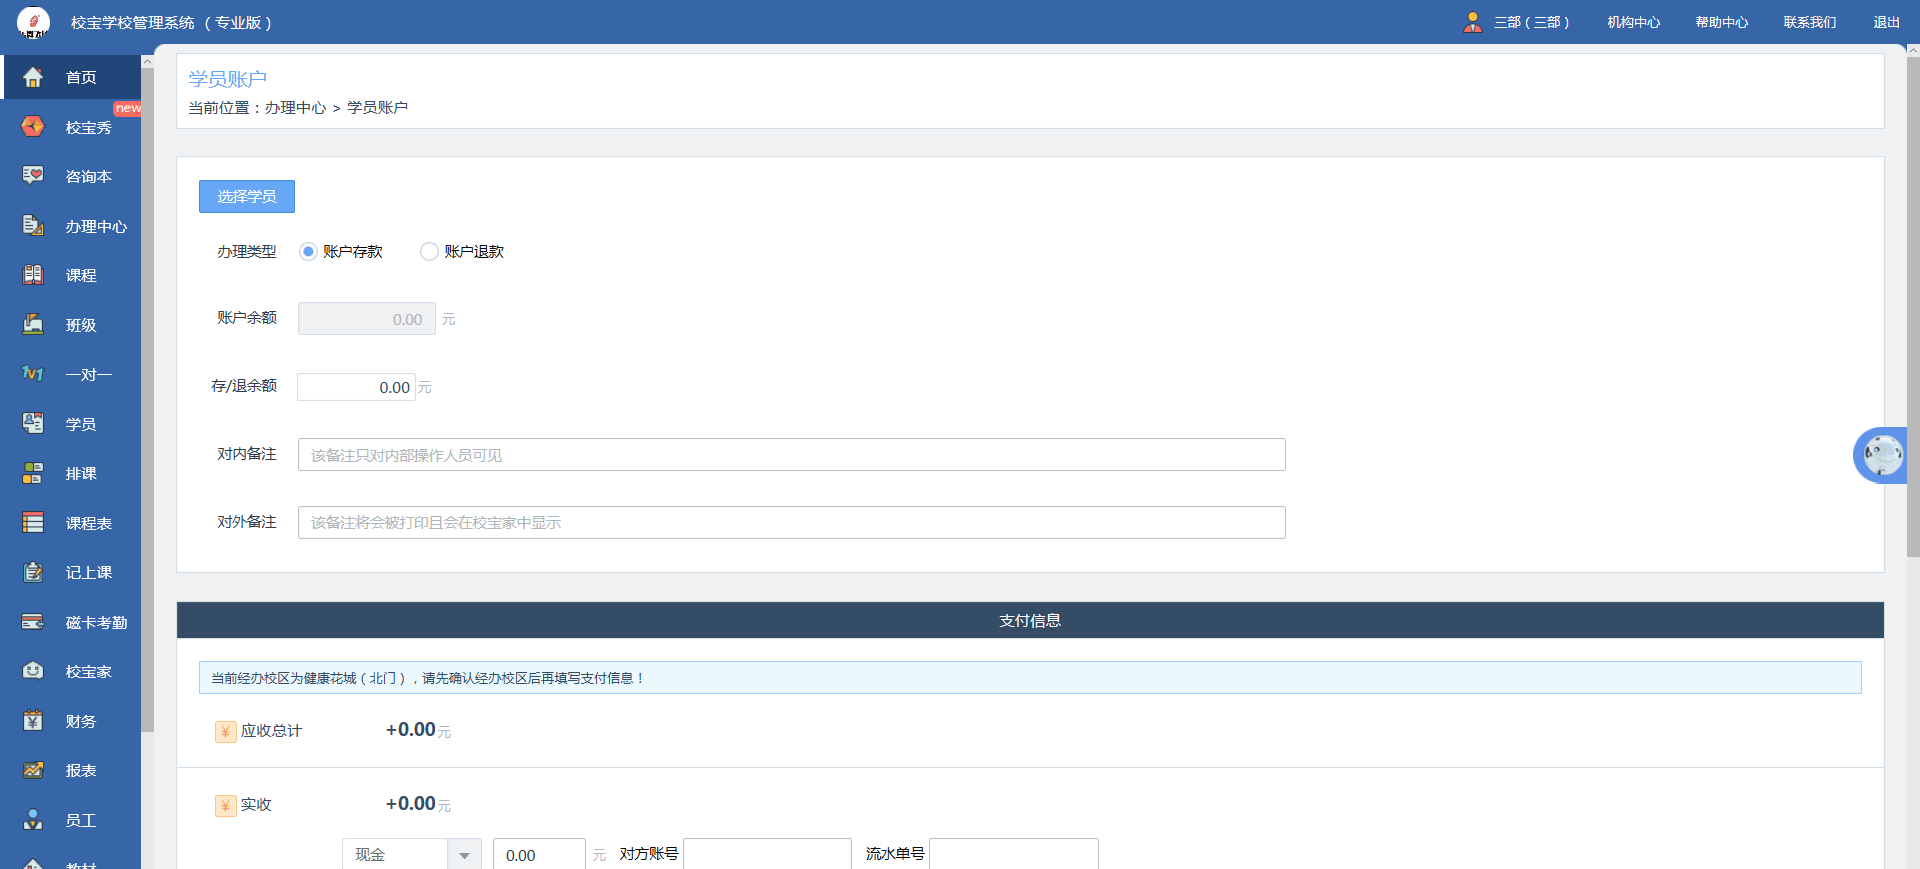 校宝学校管理系统 （专业版）
三部（三部）
机构中心
帮助中心
联系我们
退出
首页
new
校宝秀
咨询本
办理中心
课程
班级
一对一
学员
排课
课程表
记上课
磁卡考勤
校宝家
财务
报表
员工
教材
学员账户
当前位置：办理中心 > 学员账户
选择学员
办理类型 账户存款 账户退款
账户余额 0.00 元
存/退余额 0.00 元
对内备注 该备注只对内部操作人员可见
对外备注 该备注将会被打印且会在校宝家中显示
支付信息
当前经办校区为健康花城（北门），请先确认经办校区后再填写支付信息！
¥ 应收总计 +0.00元
¥ 实收 +0.00元
现金 0.00 元 对方账号 流水单号